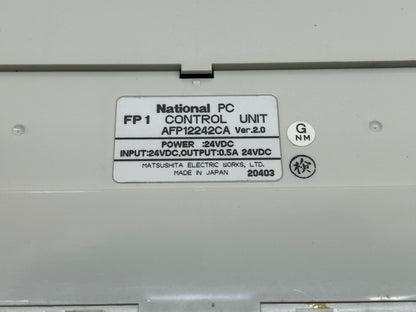 National PC
FP1 CONTROL UNIT
AFP12242CA Ver.2.0
POWER :24VDC
INPUT:24VDC,OUTPUT:0.5A 24VDC
MATSUSHITA ELECTRIC WORKS, LTD.
MADE IN JAPAN 20403
G
NM
検